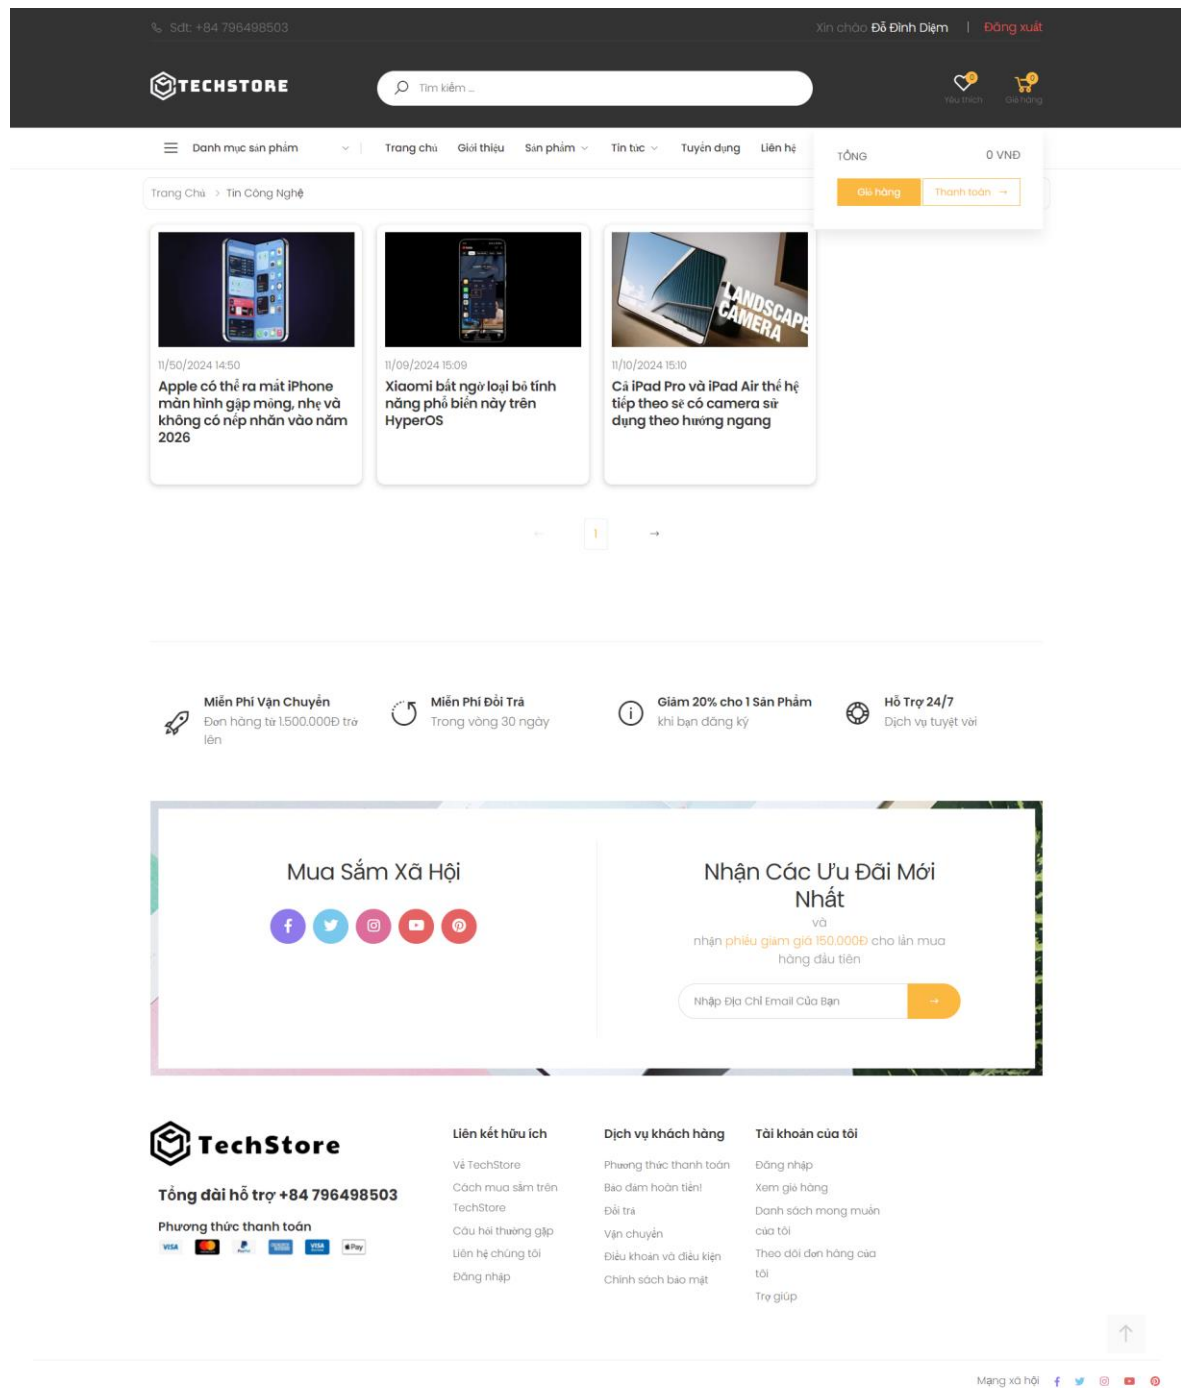 Sdt: +84 796498503
Xin chào Đỗ Đình Diệm | Đăng xuất
TECHSTORE
Tìm kiếm ...
0
Yêu thích
0
Giỏ hàng
Danh mục sản phẩm
Trang chủ Giới thiệu Sản phẩm Tin tức Tuyển dụng Liên hệ
TỔNG 0 VNĐ
Giỏ hàng Thanh toán →
Trang Chủ > Tin Công Nghệ
LANDSCAPE
CAMERA
11/50/2024 14:50
Apple có thể ra mắt iPhone
màn hình gập mỏng, nhẹ và
không có nếp nhăn vào năm
2026
11/09/2024 15:09
Xiaomi bất ngờ loại bỏ tính
năng phổ biến này trên
HyperOS
11/10/2024 15:10
Cả iPad Pro và iPad Air thế hệ
tiếp theo sẽ có camera sử
dụng theo hướng ngang
← 1 →
Miễn Phí Vận Chuyển
Đơn hàng từ 1.500.000Đ trở
lên
Miễn Phí Đổi Trả
Trong vòng 30 ngày
Giảm 20% cho 1 Sản Phẩm
khi bạn đăng ký
Hỗ Trợ 24/7
Dịch vụ tuyệt vời
Mua Sắm Xã Hội
Nhận Các Ưu Đãi Mới
Nhất
và
nhận phiếu giảm giá 150.000Đ cho lần mua
hàng đầu tiên
Nhập Địa Chỉ Email Của Bạn →
TechStore
Tổng đài hỗ trợ +84 796498503
Phương thức thanh toán
VISA PayPal VISA Pay
Liên kết hữu ích
Về TechStore
Cách mua sắm trên
TechStore
Câu hỏi thường gặp
Liên hệ chúng tôi
Đăng nhập
Dịch vụ khách hàng
Phương thức thanh toán
Bảo đảm hoàn tiền!
Đổi trả
Vận chuyển
Điều khoản và điều kiện
Chính sách bảo mật
Tài khoản của tôi
Đăng nhập
Xem giỏ hàng
Danh sách mong muốn
của tôi
Theo dõi đơn hàng của
tôi
Trợ giúp
Mạng xã hội